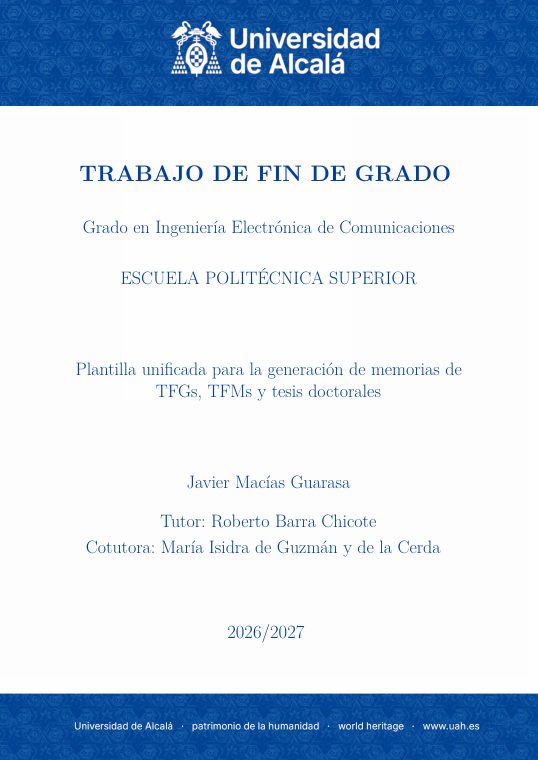 Universidad
de Alcalá
TRABAJO DE FIN DE GRADO
Grado en Ingeniería Electrónica de Comunicaciones
ESCUELA POLITÉCNICA SUPERIOR
Plantilla unificada para la generación de memorias de
TFGs, TFMs y tesis doctorales
Javier Macías Guarasa
Tutor: Roberto Barra Chicote
Cotutora: María Isidra de Guzmán y de la Cerda
2026/2027
Universidad de Alcalá · patrimonio de la humanidad · world heritage · www.uah.es